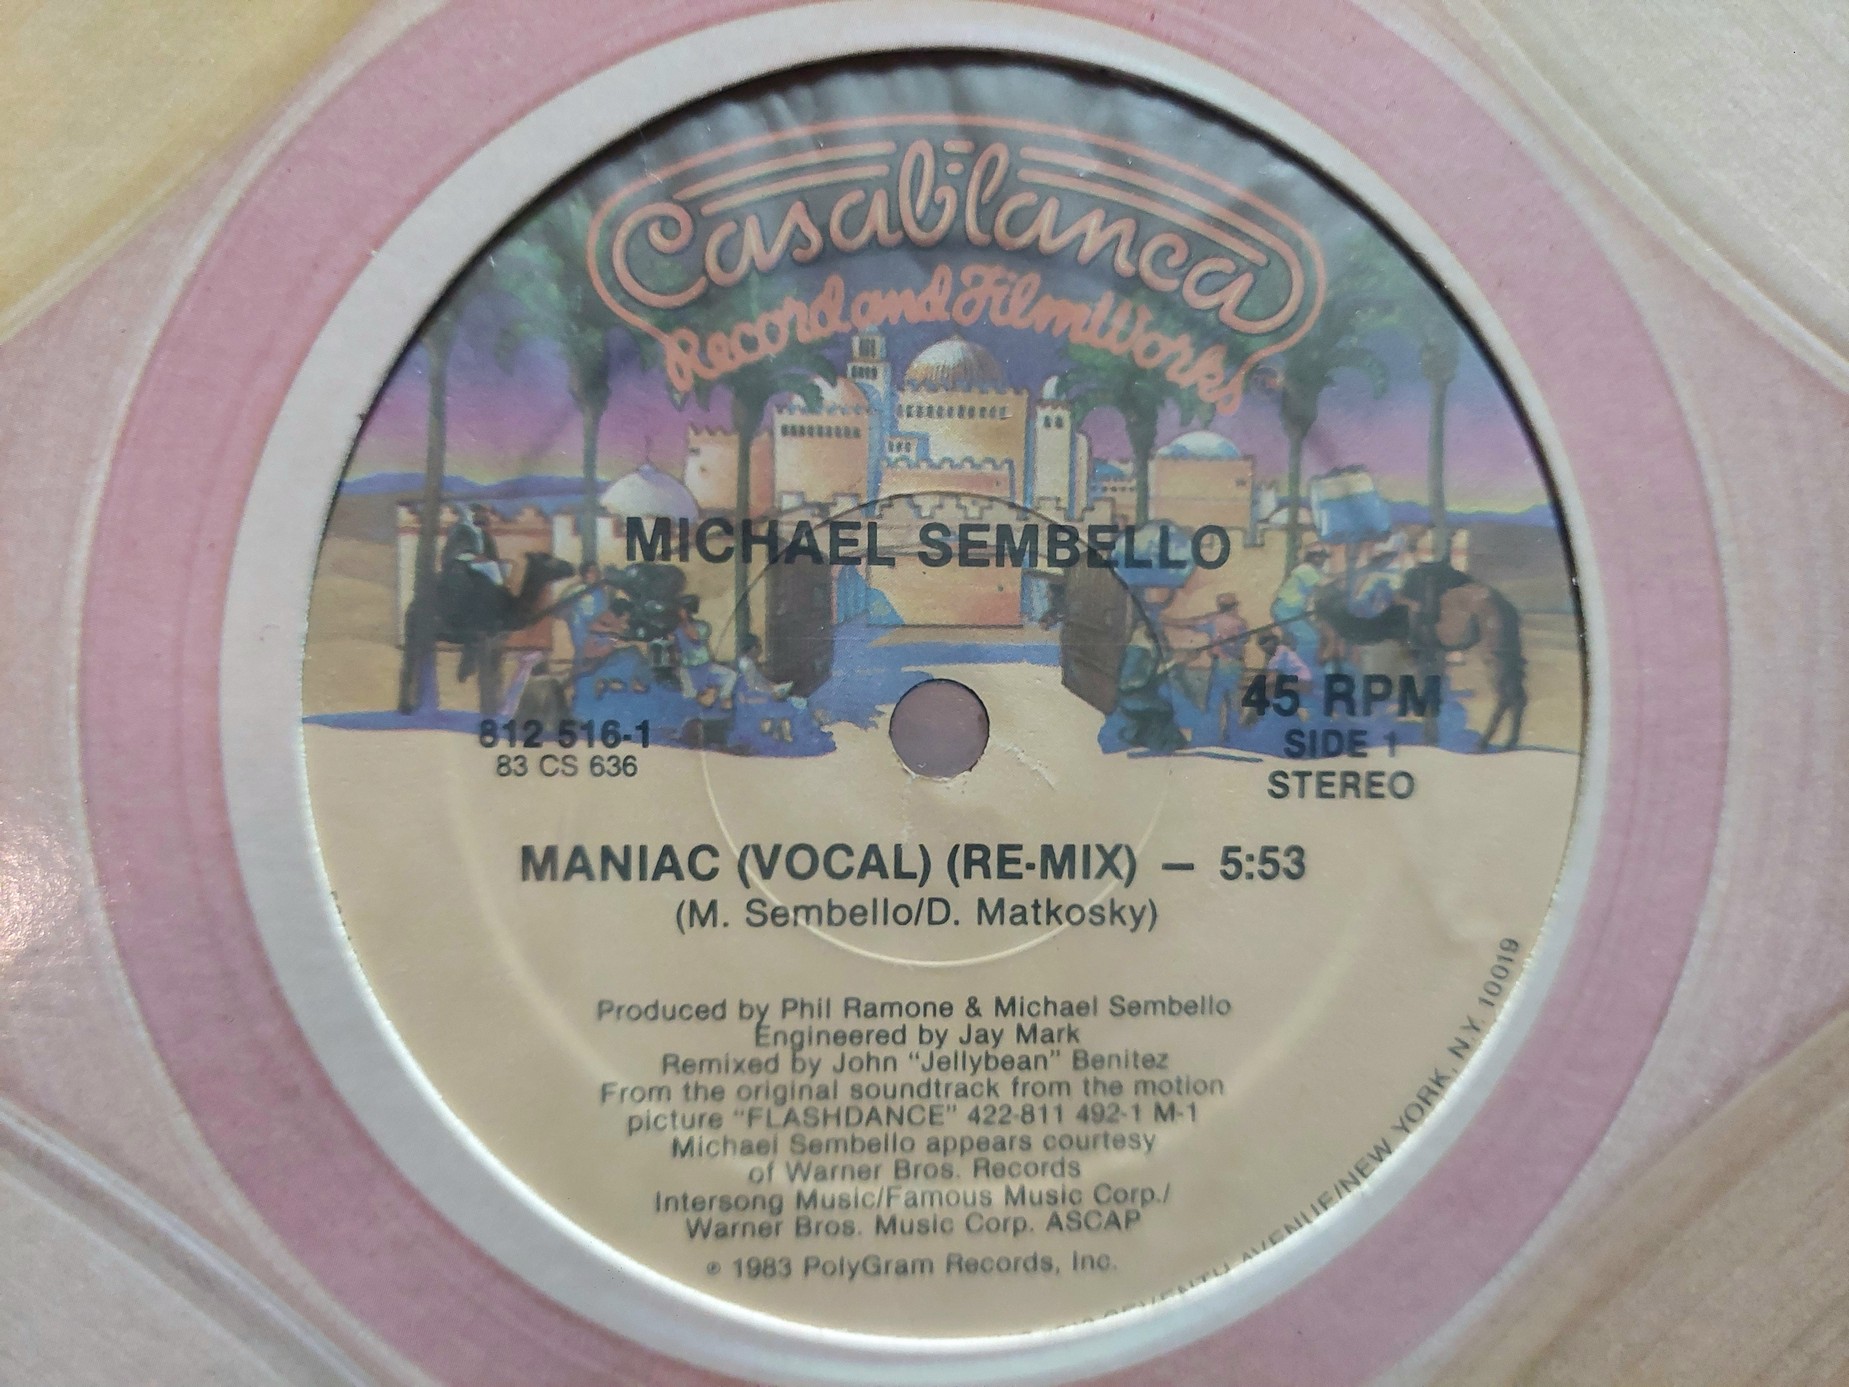 Casablanca
Record and FilmWorks
MICHAEL SEMBELLO
812 516-1
83 CS 636
45 RPM
SIDE 1
STEREO
MANIAC (VOCAL) (RE-MIX) — 5:53
(M. Sembello/D. Matkosky)
Produced by Phil Ramone & Michael Sembello
Engineered by Jay Mark
Remixed by John "Jellybean" Benitez
From the original soundtrack from the motion
picture "FLASHDANCE" 422-811 492-1 M-1
Michael Sembello appears courtesy
of Warner Bros. Records
Intersong Music/Famous Music Corp./
Warner Bros. Music Corp. ASCAP
℗ 1983 PolyGram Records, Inc.
SEVENTH AVENUE/NEW YORK, N.Y. 10019